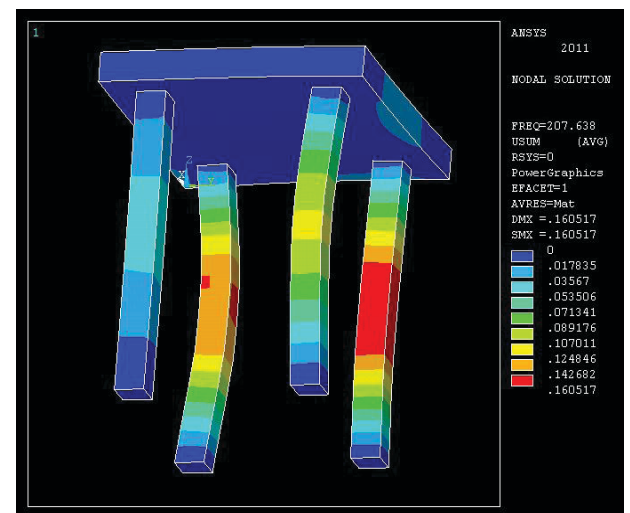 1
ANSYS
2011
NODAL SOLUTION
FREQ=207.638
USUM (AVG)
RSYS=0
PowerGraphics
EFACET=1
AVRES=Mat
DMX =.160517
SMX =.160517
0
.017835
.03567
.053506
.071341
.089176
.107011
.124846
.142682
.160517
Z
X
Y